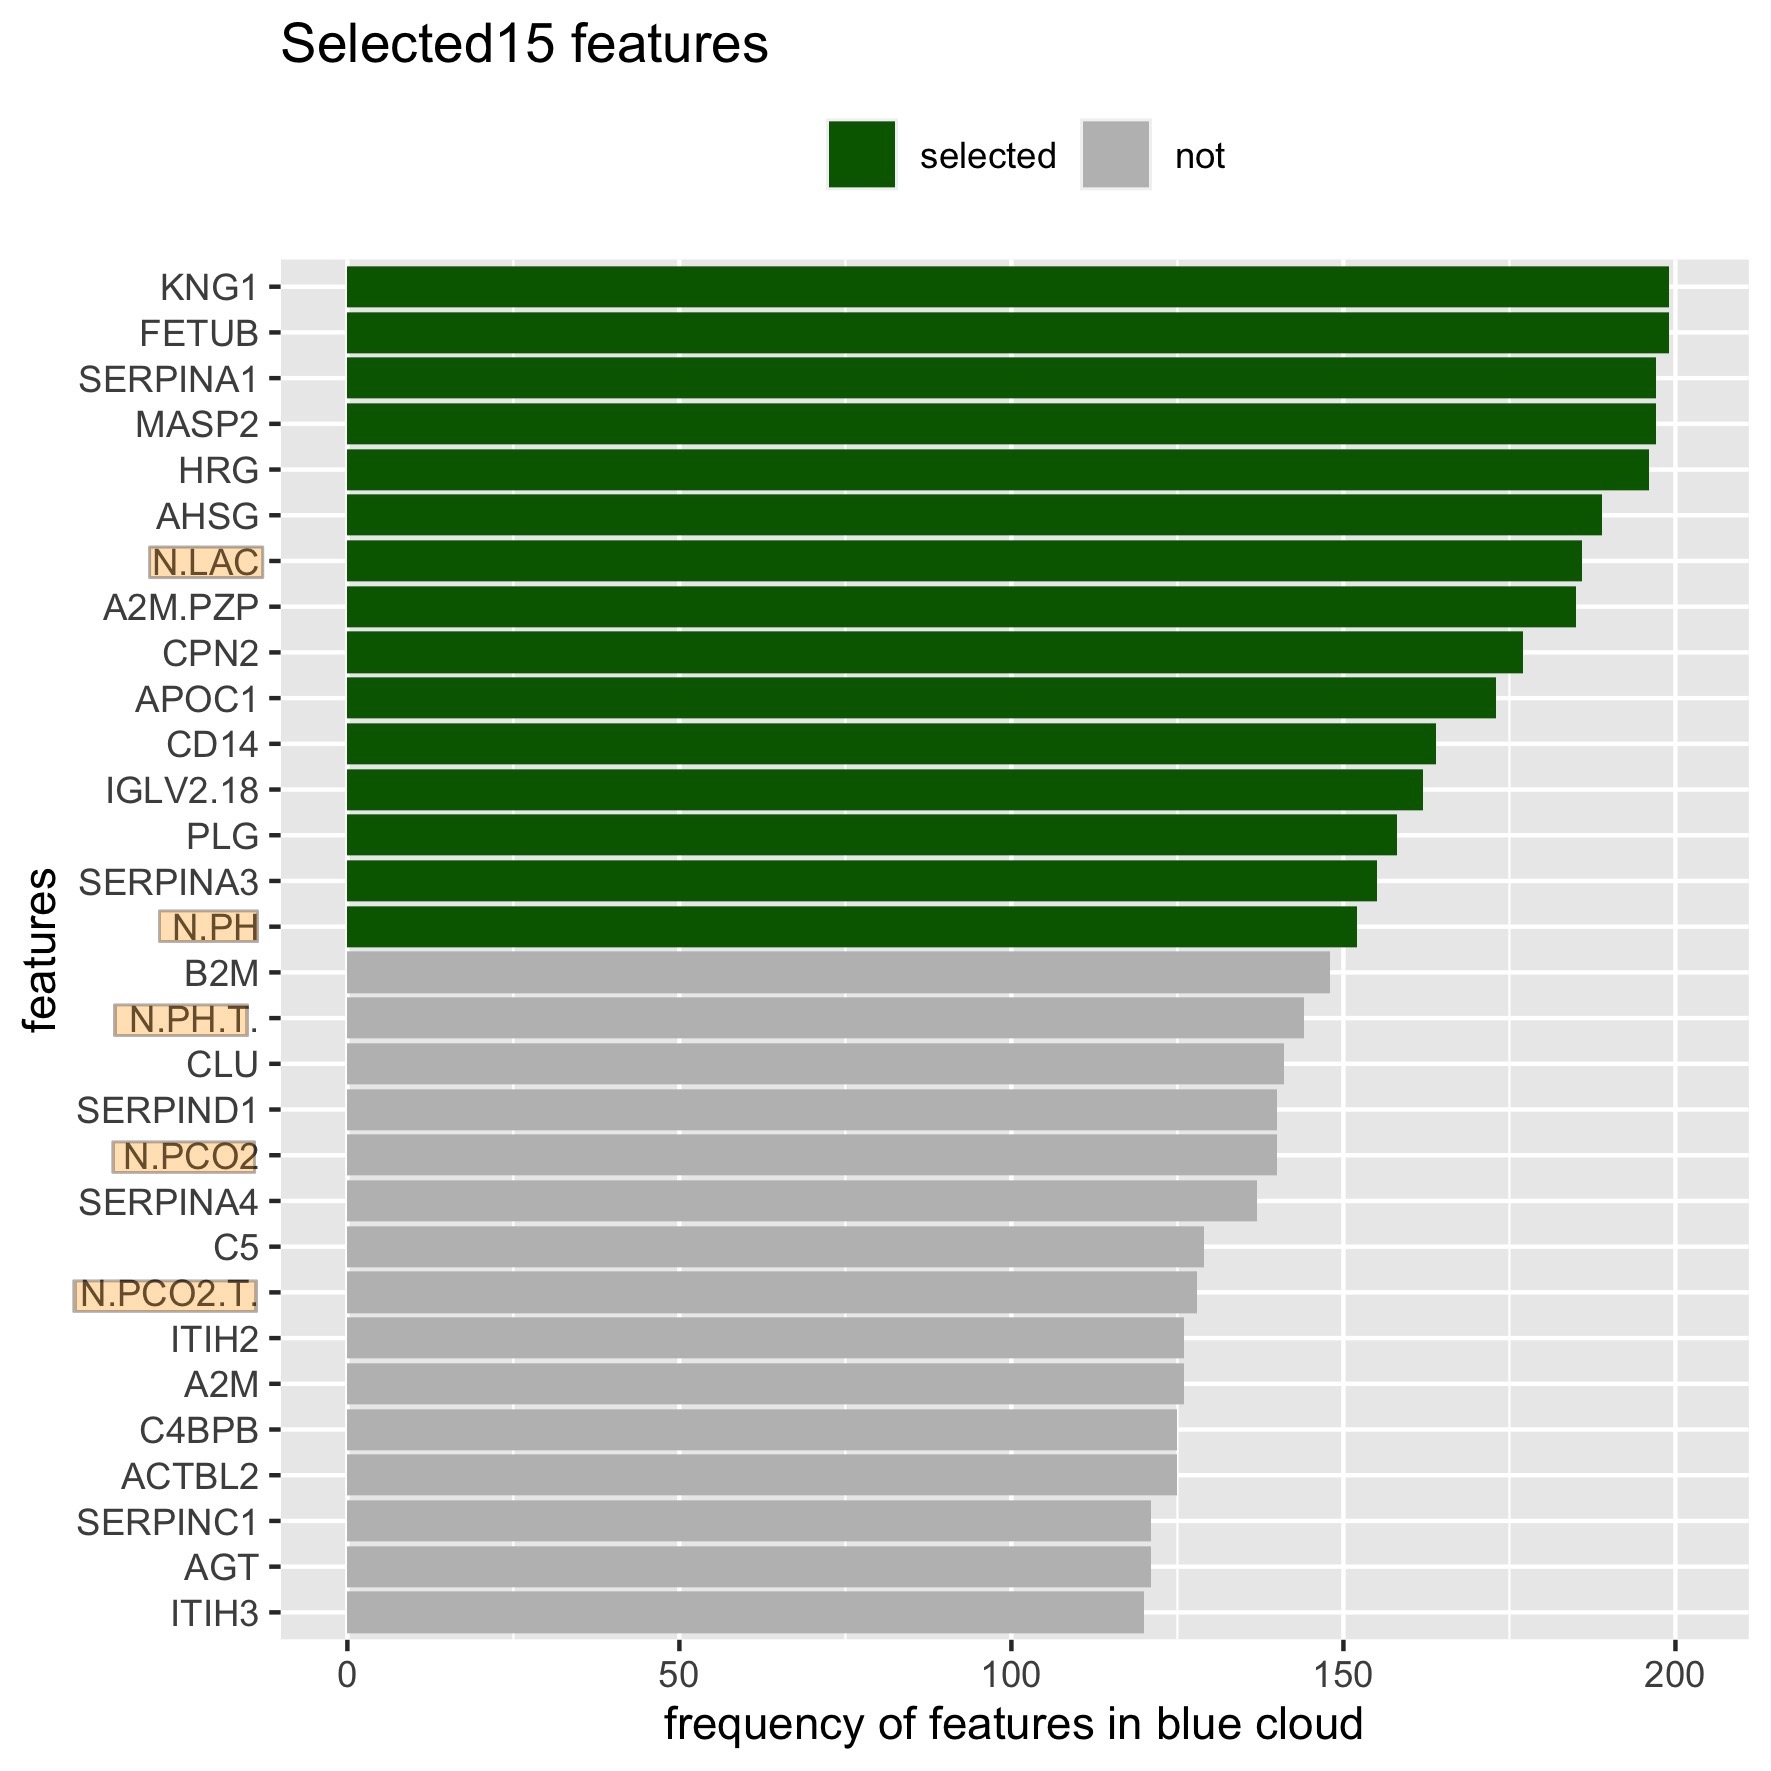 Selected15 features
selected not
KNG1
FETUB
SERPINA1
MASP2
HRG
AHSG
N.LAC
A2M.PZP
CPN2
APOC1
CD14
IGLV2.18
PLG
SERPINA3
N.PH
B2M
N.PH.T.
CLU
SERPIND1
N.PCO2
SERPINA4
C5
N.PCO2.T.
ITIH2
A2M
C4BPB
ACTBL2
SERPINC1
AGT
ITIH3
features
0 50 100 150 200
frequency of features in blue cloud